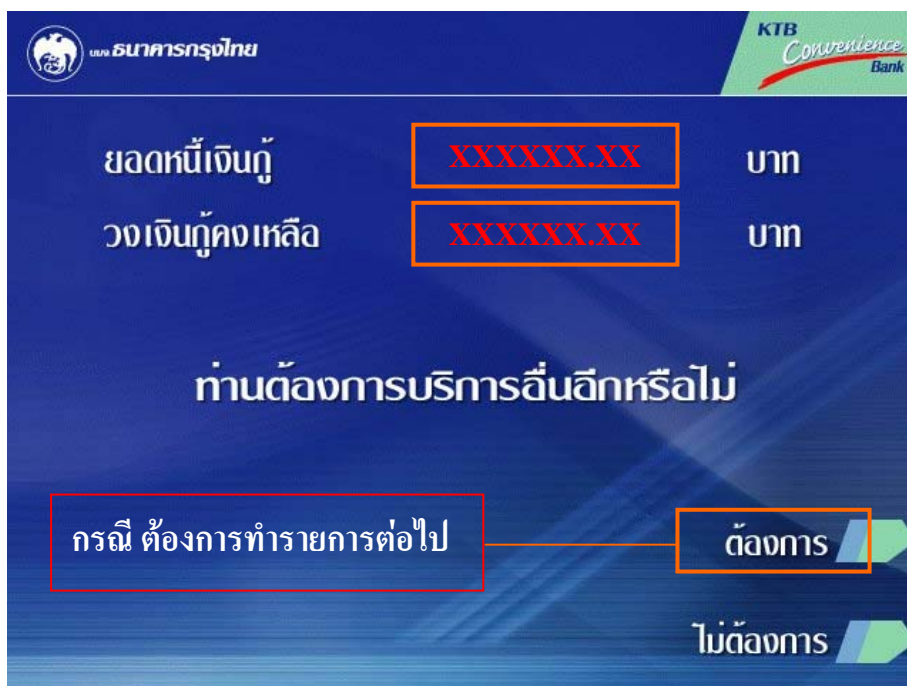 บมจ. ธนาคารกรุงไทย
KTB
Convenience
Bank
ยอดหนี้เงินกู้ XXXXXX.XX บาท
วงเงินกู้คงเหลือ XXXXXX.XX บาท
ท่านต้องการบริการอื่นอีกหรือไม่
กรณี ต้องการทำรายการต่อไป ต้องการ
ไม่ต้องการ